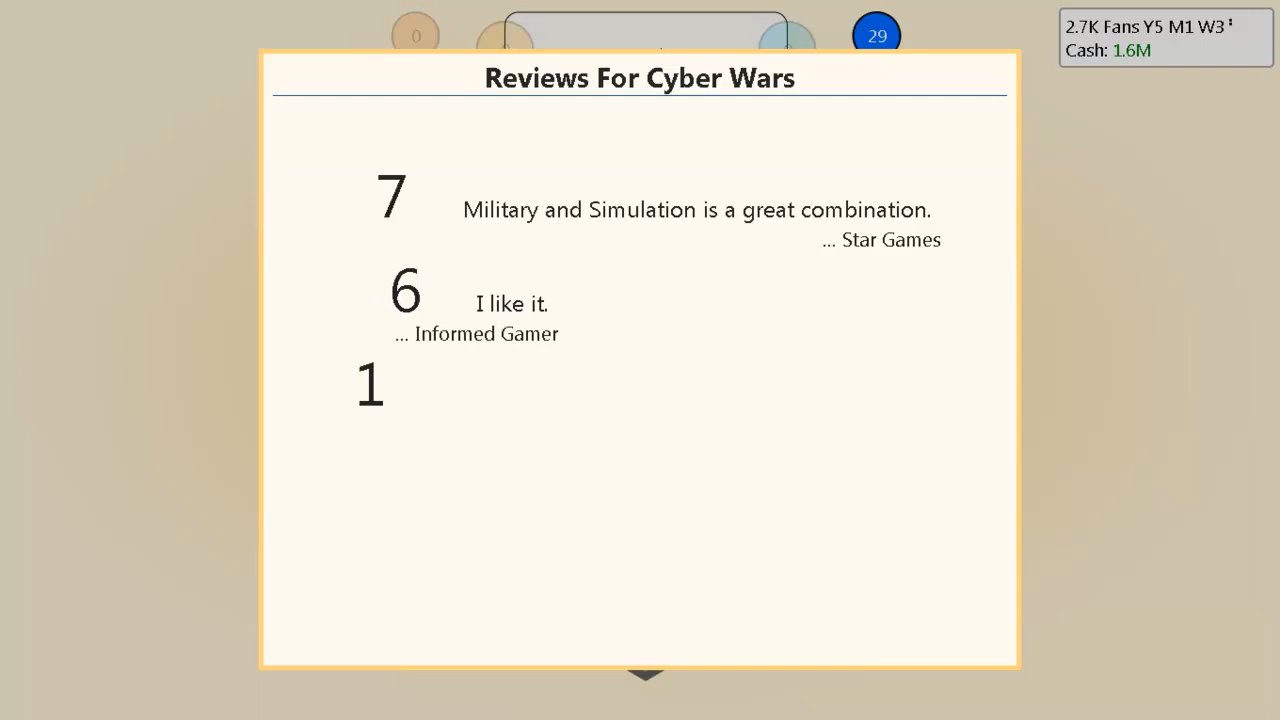 0
29
2.7K Fans Y5 M1 W3
Cash: 1.6M
Reviews For Cyber Wars
7 Military and Simulation is a great combination.
... Star Games
6 I like it.
... Informed Gamer
1